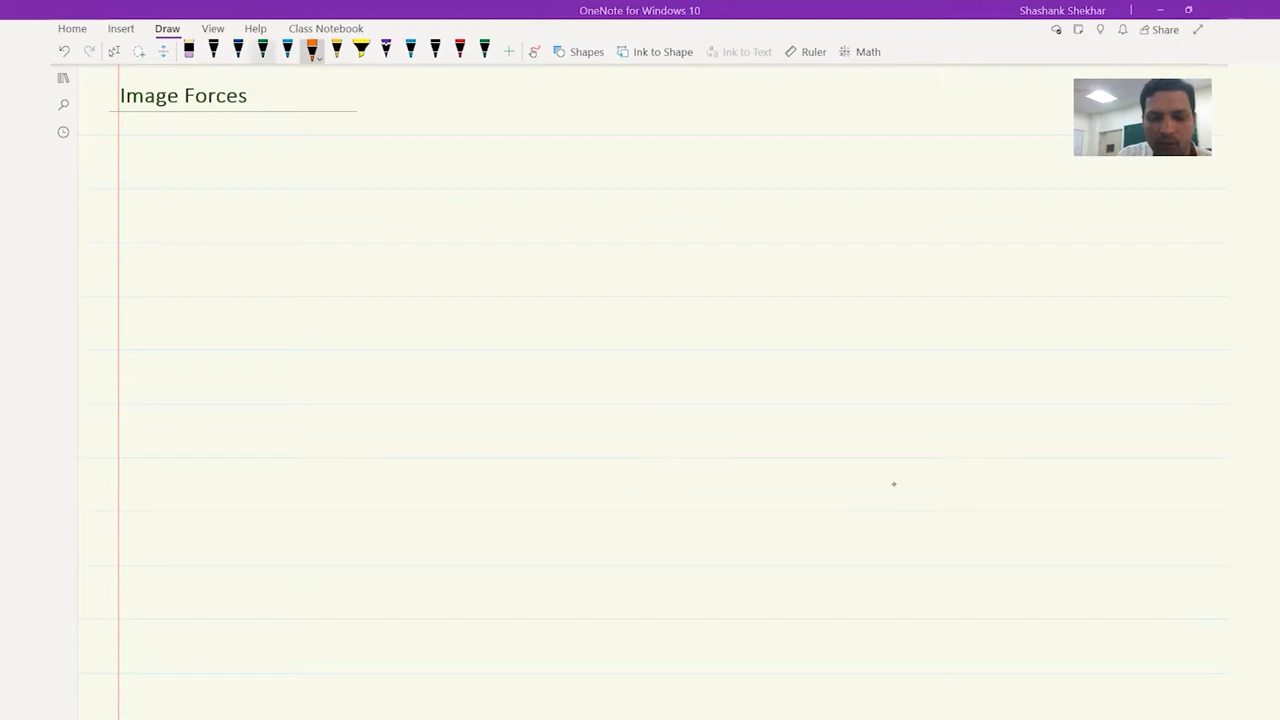 OneNote for Windows 10
Shashank Shekhar
Home Insert Draw View Help Class Notebook
Share
Shapes Ink to Shape Ink to Text Ruler Math
Image Forces